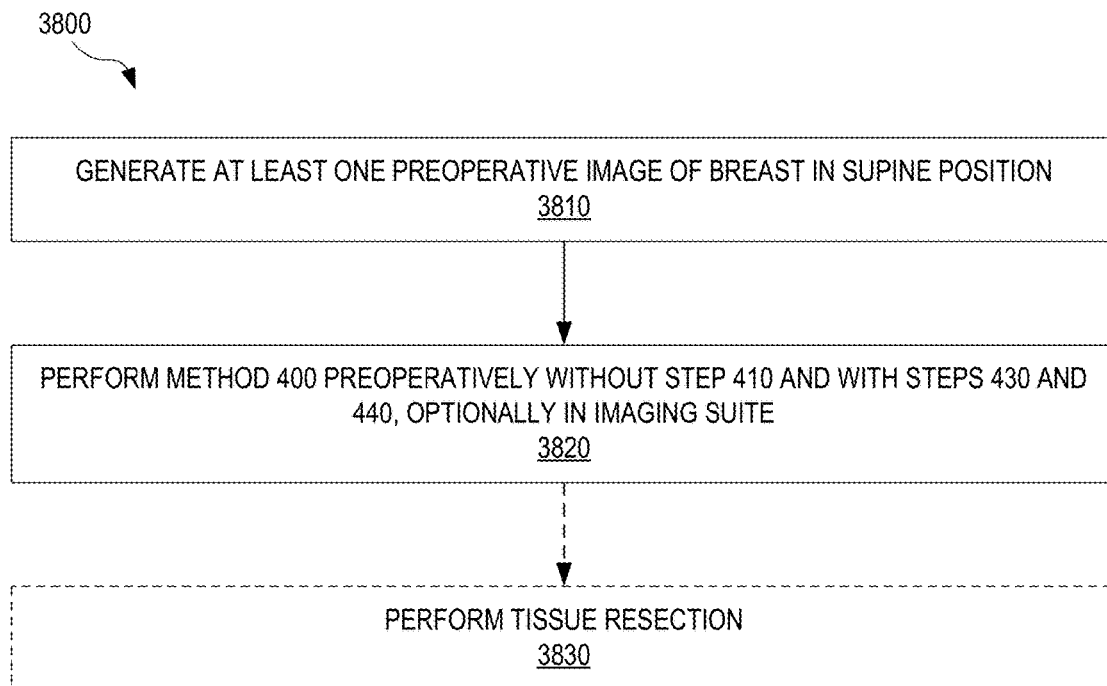 3800
GENERATE AT LEAST ONE PREOPERATIVE IMAGE OF BREAST IN SUPINE POSITION
3810
PERFORM METHOD 400 PREOPERATIVELY WITHOUT STEP 410 AND WITH STEPS 430 AND
440, OPTIONALLY IN IMAGING SUITE
3820
PERFORM TISSUE RESECTION
3830